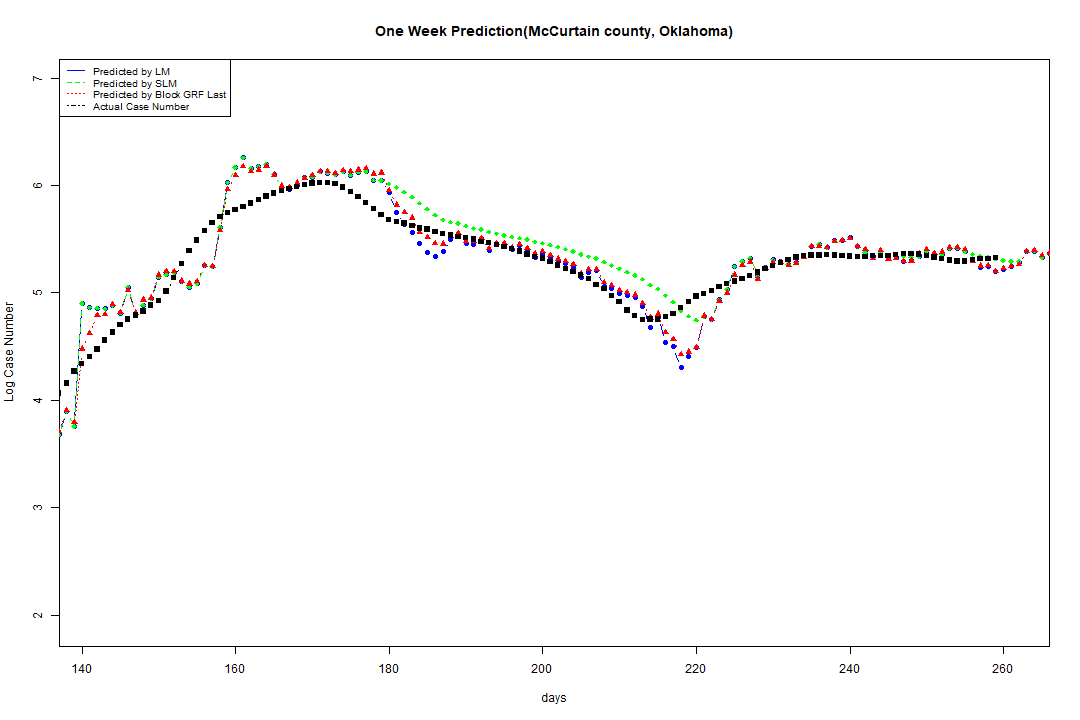 One Week Prediction(McCurtain county, Oklahoma)
Predicted by LM
Predicted by SLM
Predicted by Block GRF Last
Actual Case Number
7
6
5
4
3
2
Log Case Number
140 160 180 200 220 240 260
days